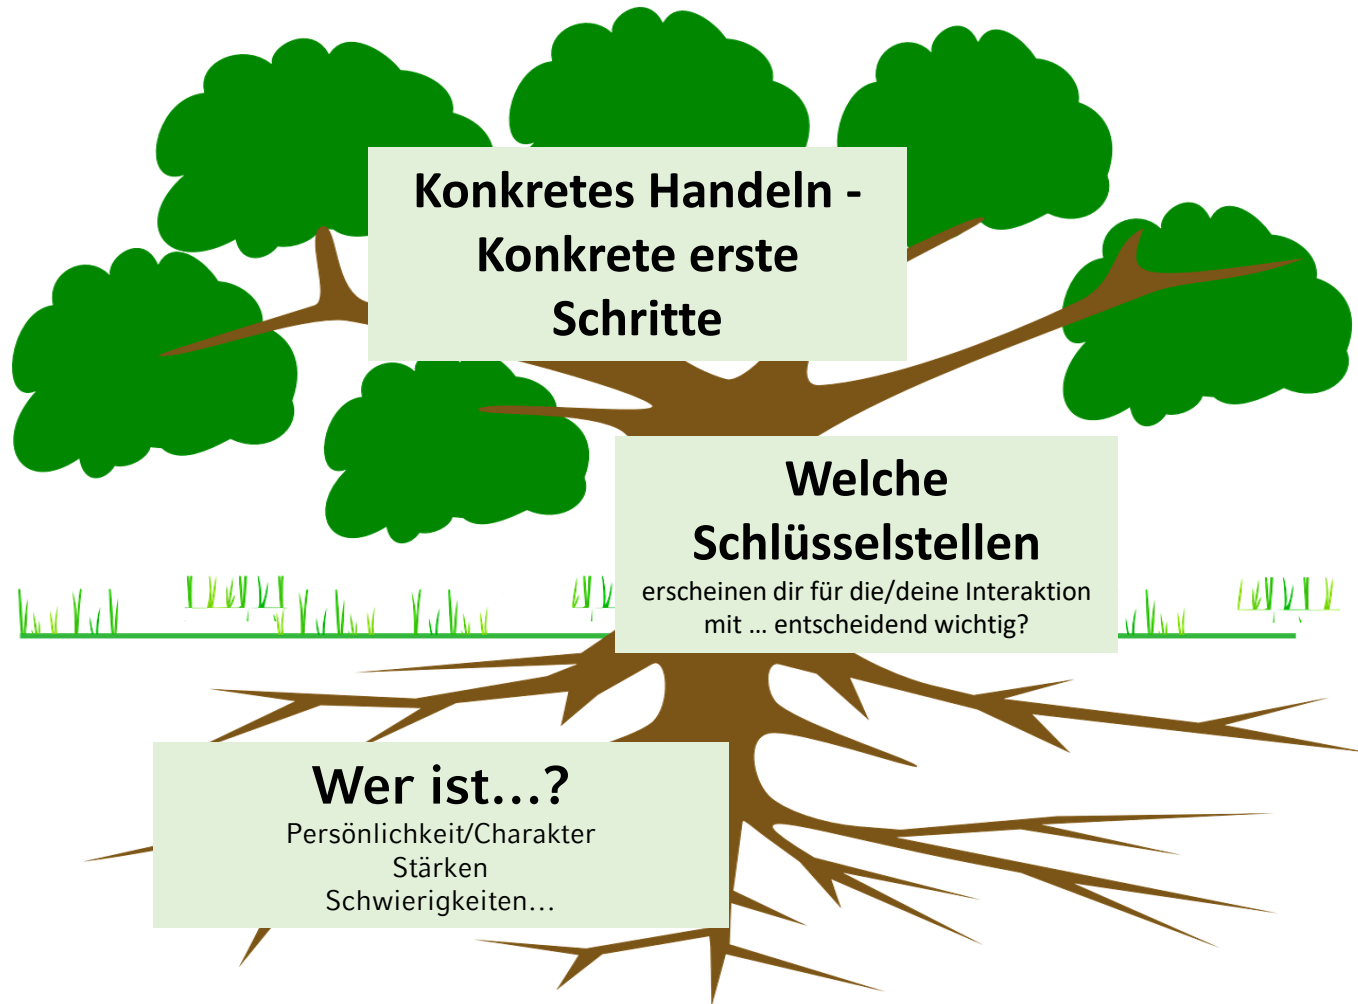 Konkretes Handeln -
Konkrete erste
Schritte
Welche
Schlüsselstellen
erscheinen dir für die/deine Interaktion
mit ... entscheidend wichtig?
Wer ist...?
Persönlichkeit/Charakter
Stärken
Schwierigkeiten...